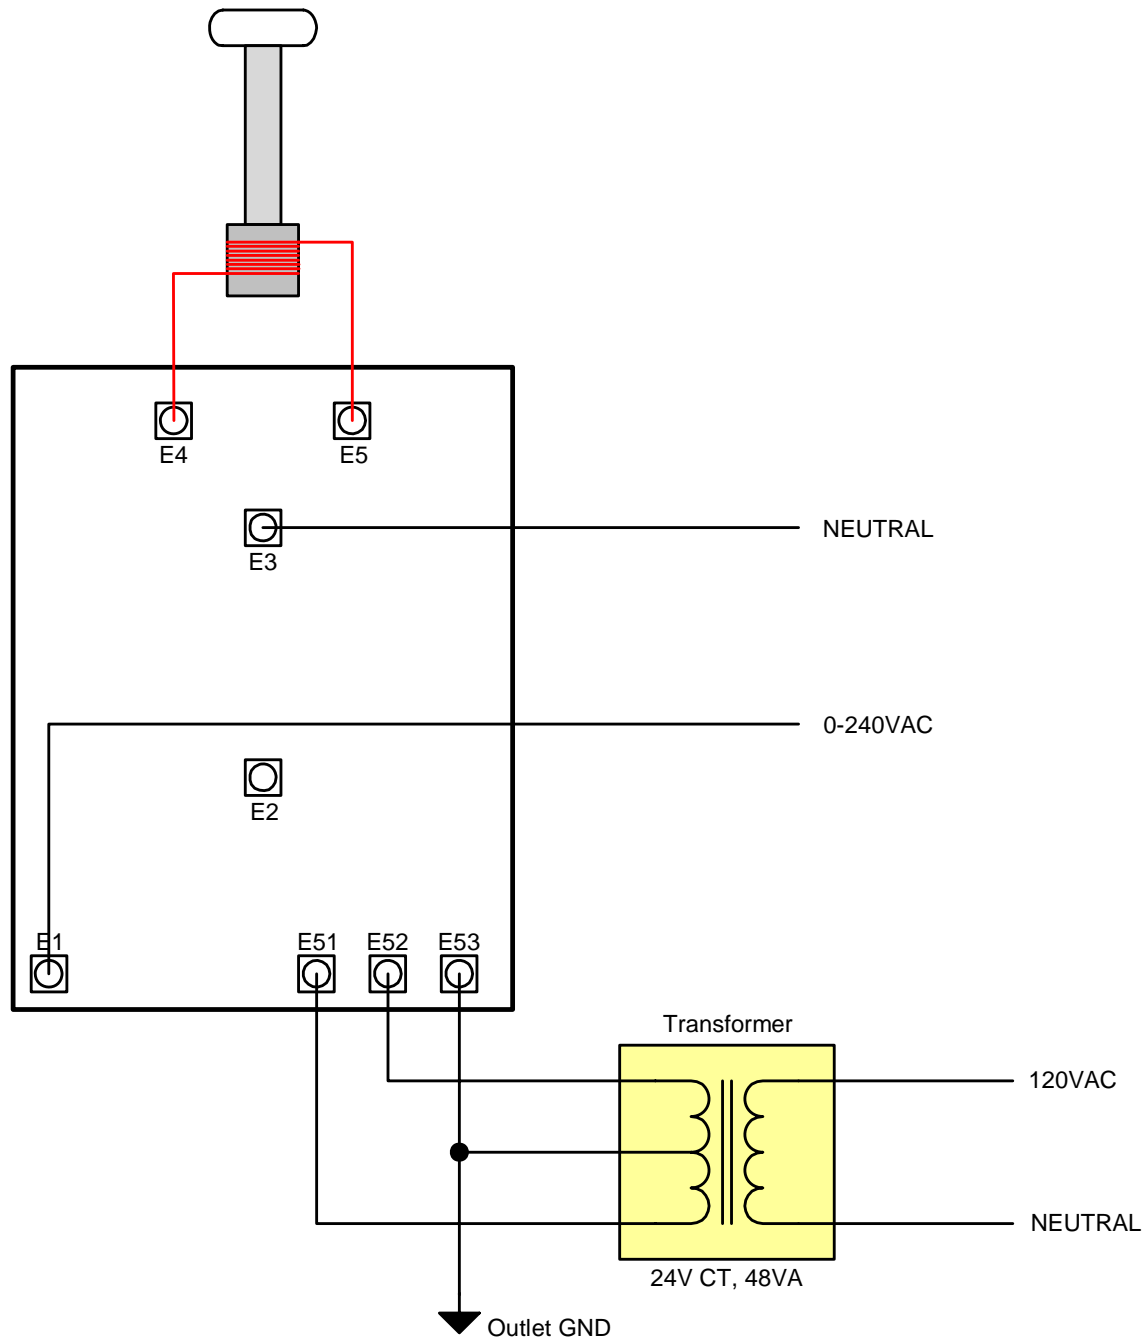 E4
E5
NEUTRAL
E3
0-240VAC
E2
E1
E51
E52
E53
Transformer
120VAC
NEUTRAL
24V CT, 48VA
Outlet GND